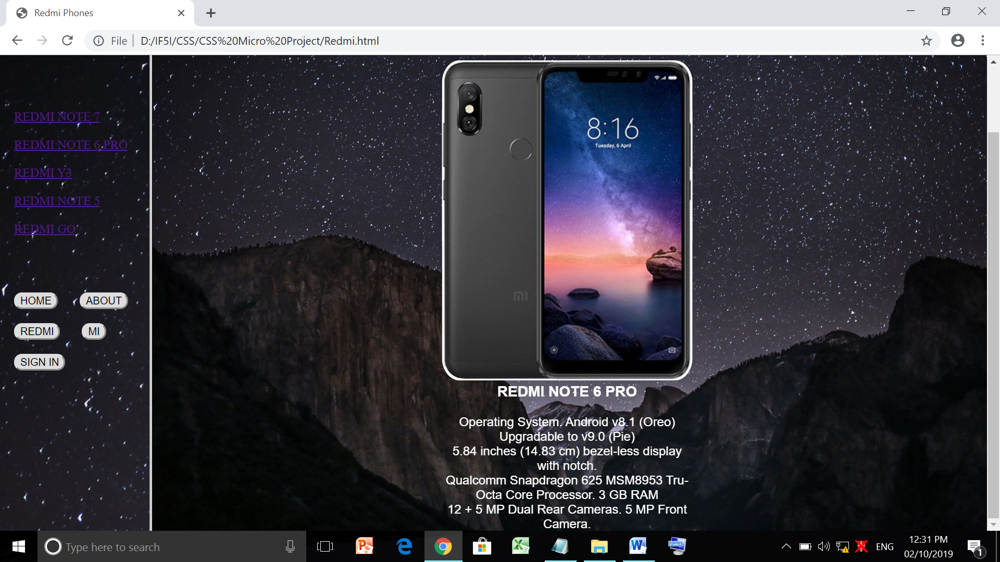 Redmi Phones
File
D:/IF5I/CSS/CSS%20Micro%20Project/Redmi.html
REDMI NOTE 7
REDMI NOTE 6 PRO
REDMI Y3
REDMI NOTE 5
REDMI GO
HOME
ABOUT
REDMI
MI
SIGN IN
8:16
Tuesday, 6 April
mi
REDMI NOTE 6 PRO
Operating System. Android v8.1 (Oreo)
Upgradable to v9.0 (Pie)
5.84 inches (14.83 cm) bezel-less display
with notch.
Qualcomm Snapdragon 625 MSM8953 Tru-
Octa Core Processor. 3 GB RAM
12 + 5 MP Dual Rear Cameras. 5 MP Front
Camera.
Type here to search
ENG
12:31 PM
02/10/2019
1